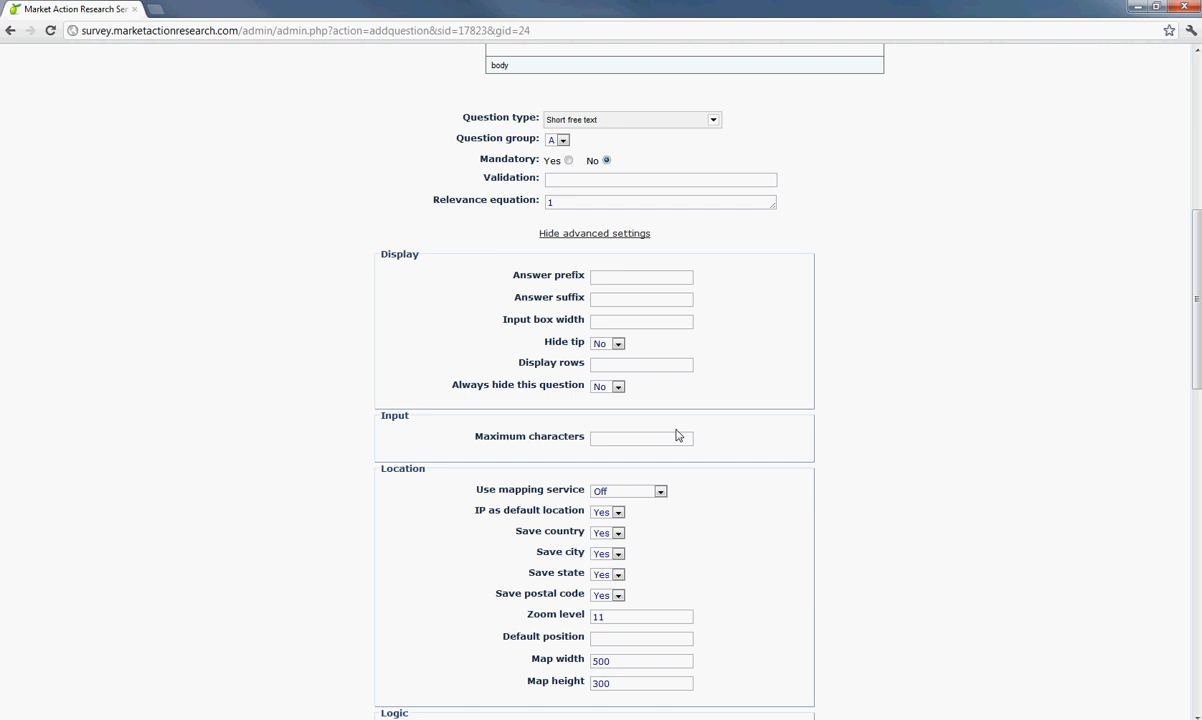 Market Action Research Ser
survey.marketactionresearch.com/admin/admin.php?action=addquestion&sid=17823&gid=24
body
Question type: Short free text
Question group: A
Mandatory: Yes No
Validation:
Relevance equation: 1
Hide advanced settings
Display
Answer prefix
Answer suffix
Input box width
Hide tip No
Display rows
Always hide this question No
Input
Maximum characters
Location
Use mapping service Off
IP as default location Yes
Save country Yes
Save city Yes
Save state Yes
Save postal code Yes
Zoom level 11
Default position
Map width 500
Map height 300
Logic